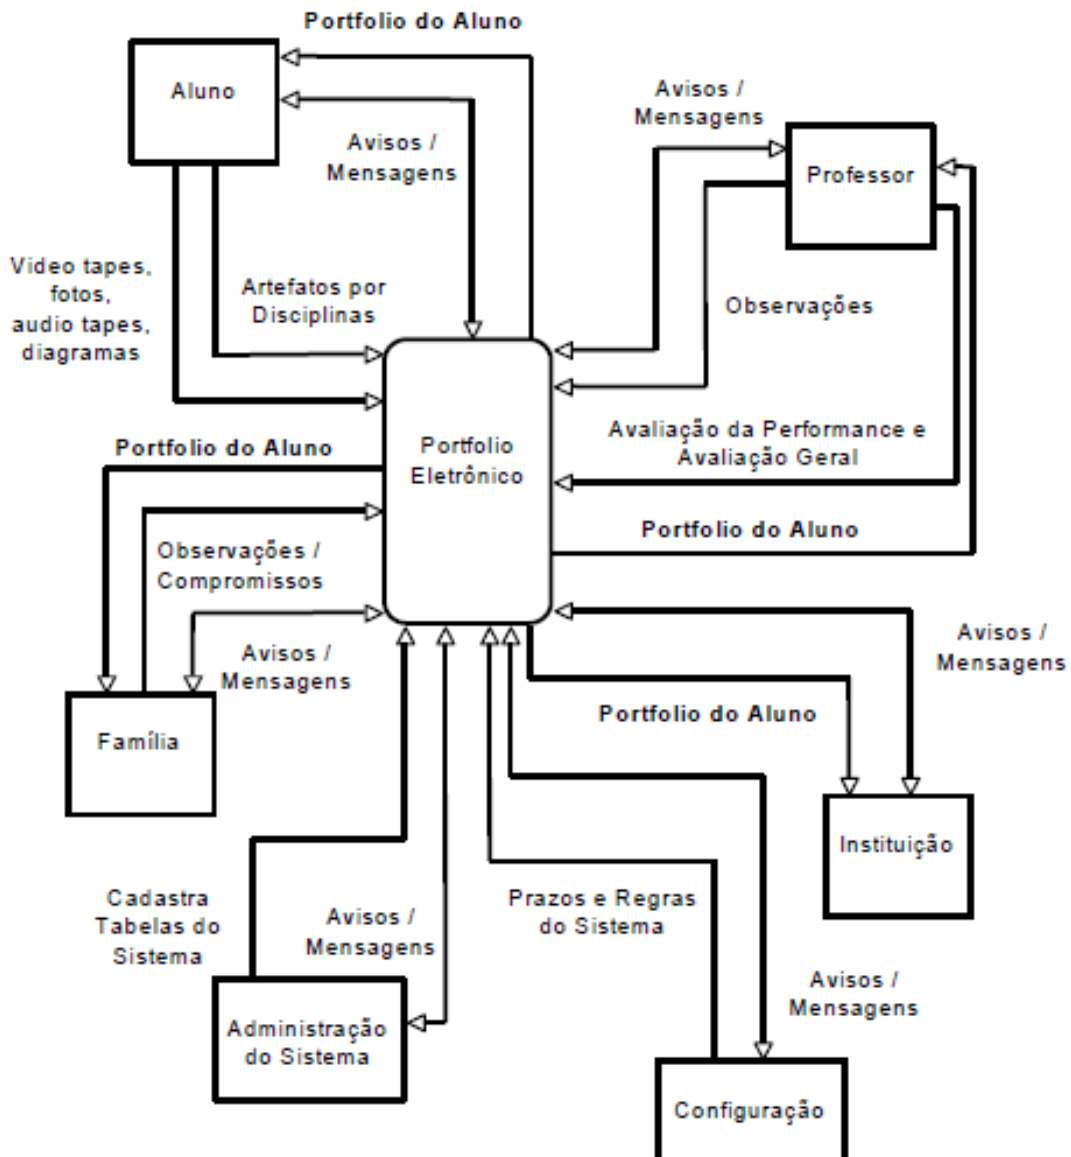 Portfolio do Aluno
Aluno
Avisos /
Mensagens
Avisos /
Mensagens
Professor
Video tapes,
fotos,
audio tapes,
diagramas
Artefatos por
Disciplinas
Observações
Portfolio do Aluno
Portfolio
Eletrônico
Avaliação da Performance e
Avaliação Geral
Portfolio do Aluno
Observações /
Compromissos
Avisos /
Mensagens
Avisos /
Mensagens
Família
Portfolio do Aluno
Instituição
Cadastra
Tabelas do
Sistema
Avisos /
Mensagens
Prazos e Regras
do Sistema
Avisos /
Mensagens
Administração
do Sistema
Configuração